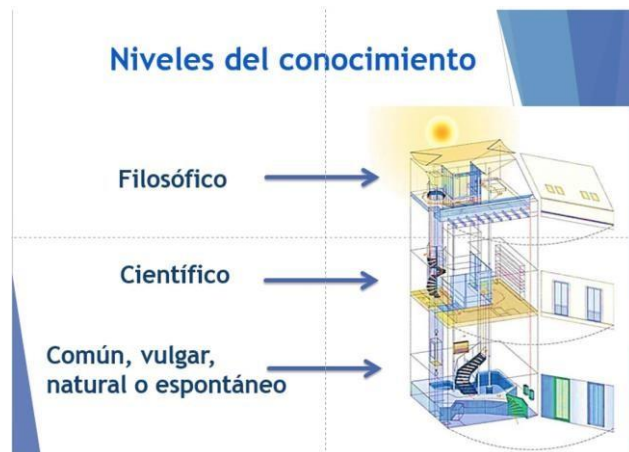 Niveles del conocimiento
Filosófico
Científico
Común, vulgar,
natural o espontáneo